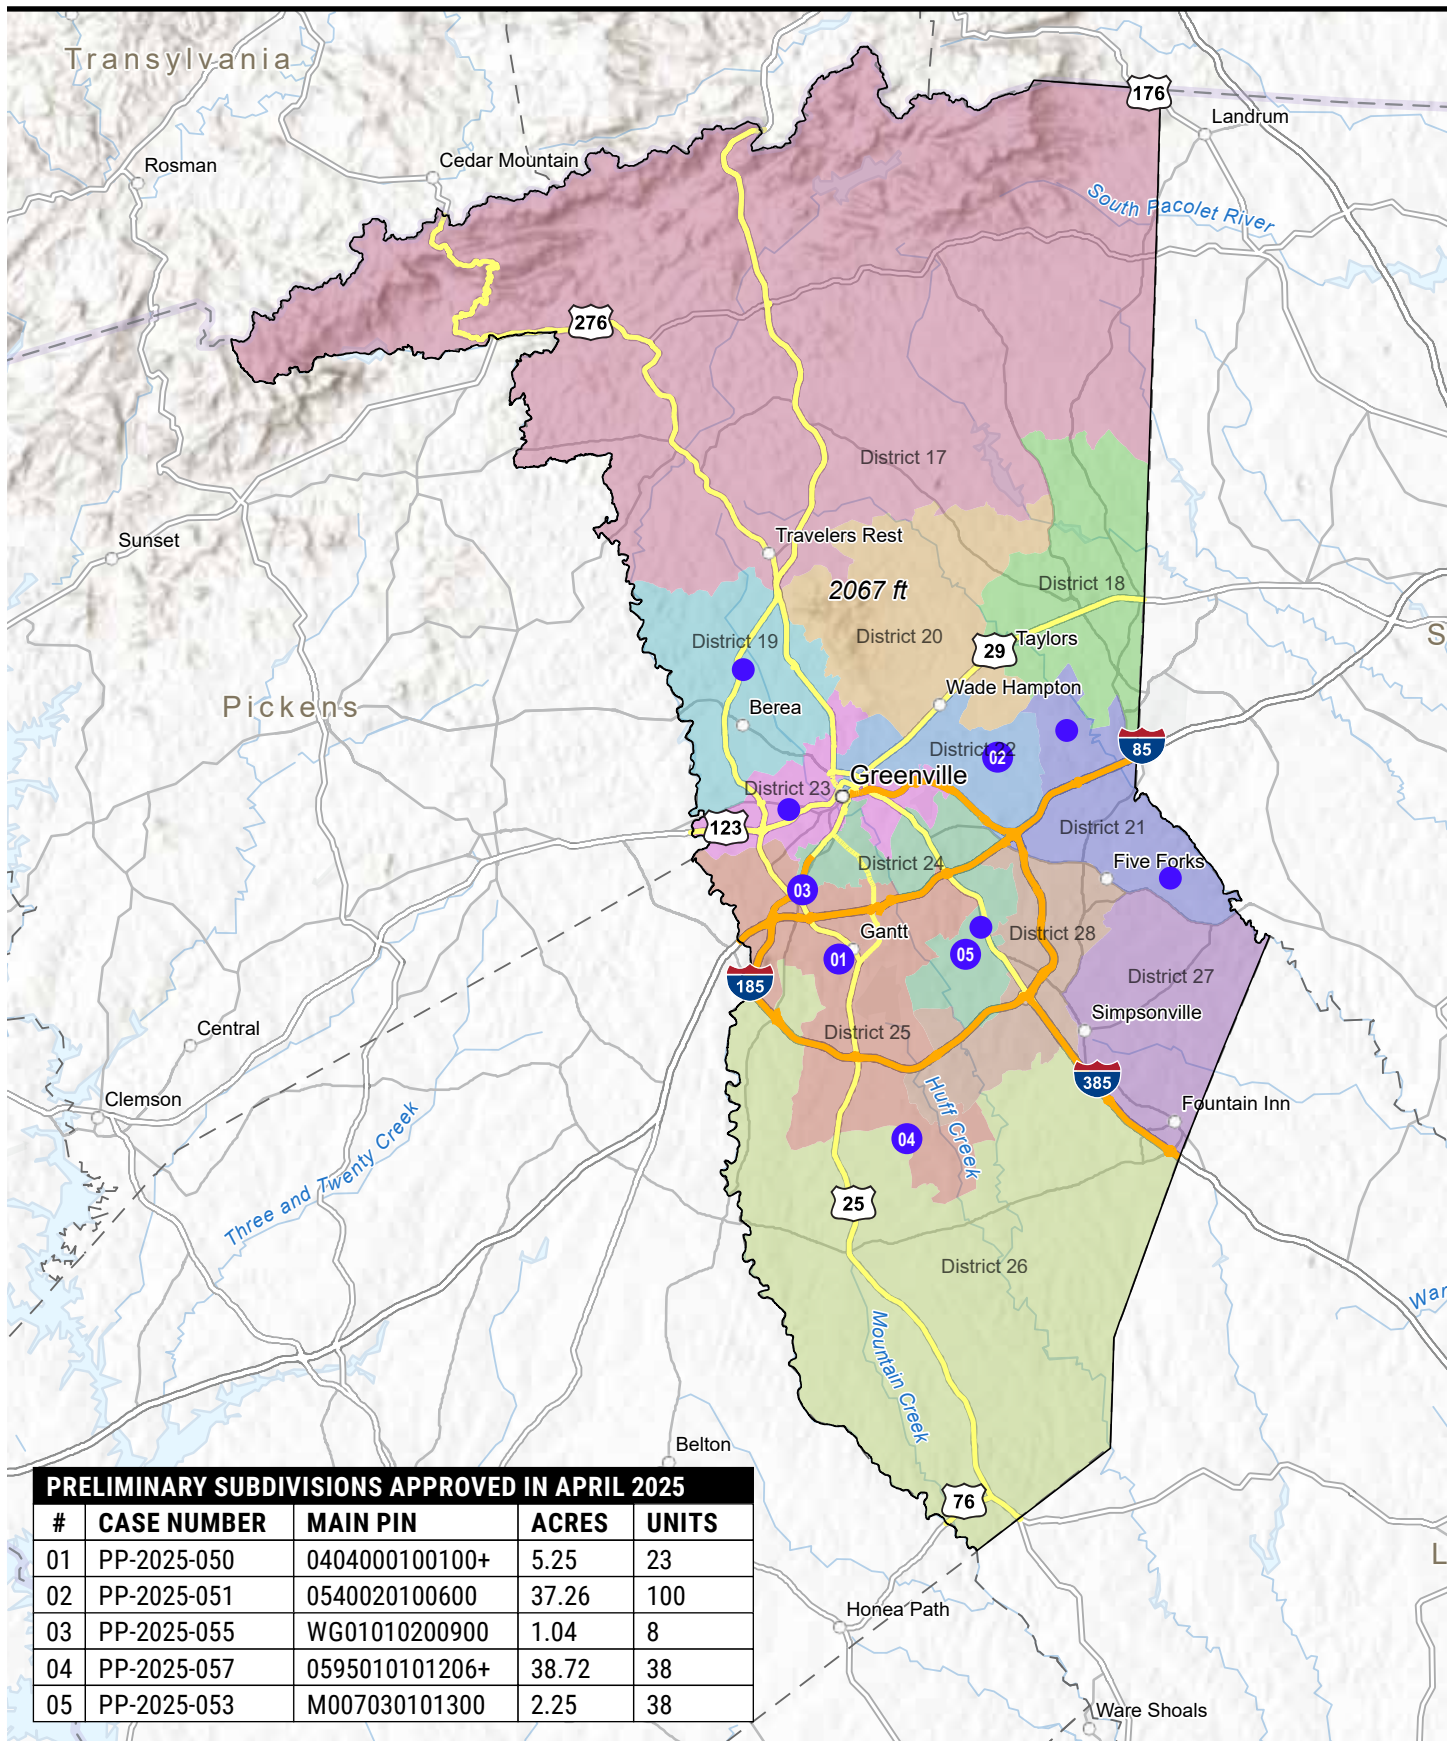 Transylvania
176
Landrum
Rosman
Cedar Mountain
South Pacolet River
276
District 17
Sunset
Travelers Rest
District 18
2067 ft
District 19
District 20
29
Taylors
S
Pickens
Berea
Wade Hampton
District 22
02
85
Greenville
District 23
123
District 21
District 24
Five Forks
03
Gantt
District 28
01
05
District 27
185
Simpsonville
Central
District 25
385
Clemson
Huff Creek
Fountain Inn
Three and Twenty Creek
04
25
District 26
War
Mountain Creek
Belton
PRELIMINARY SUBDIVISIONS APPROVED IN APRIL 2025
# CASE NUMBER MAIN PIN ACRES UNITS
01 PP-2025-050 0404000100100+ 5.25 23
02 PP-2025-051 0540020100600 37.26 100
03 PP-2025-055 WG01010200900 1.04 8
04 PP-2025-057 0595010101206+ 38.72 38
05 PP-2025-053 M007030101300 2.25 38
76
L
Honea Path
Ware Shoals